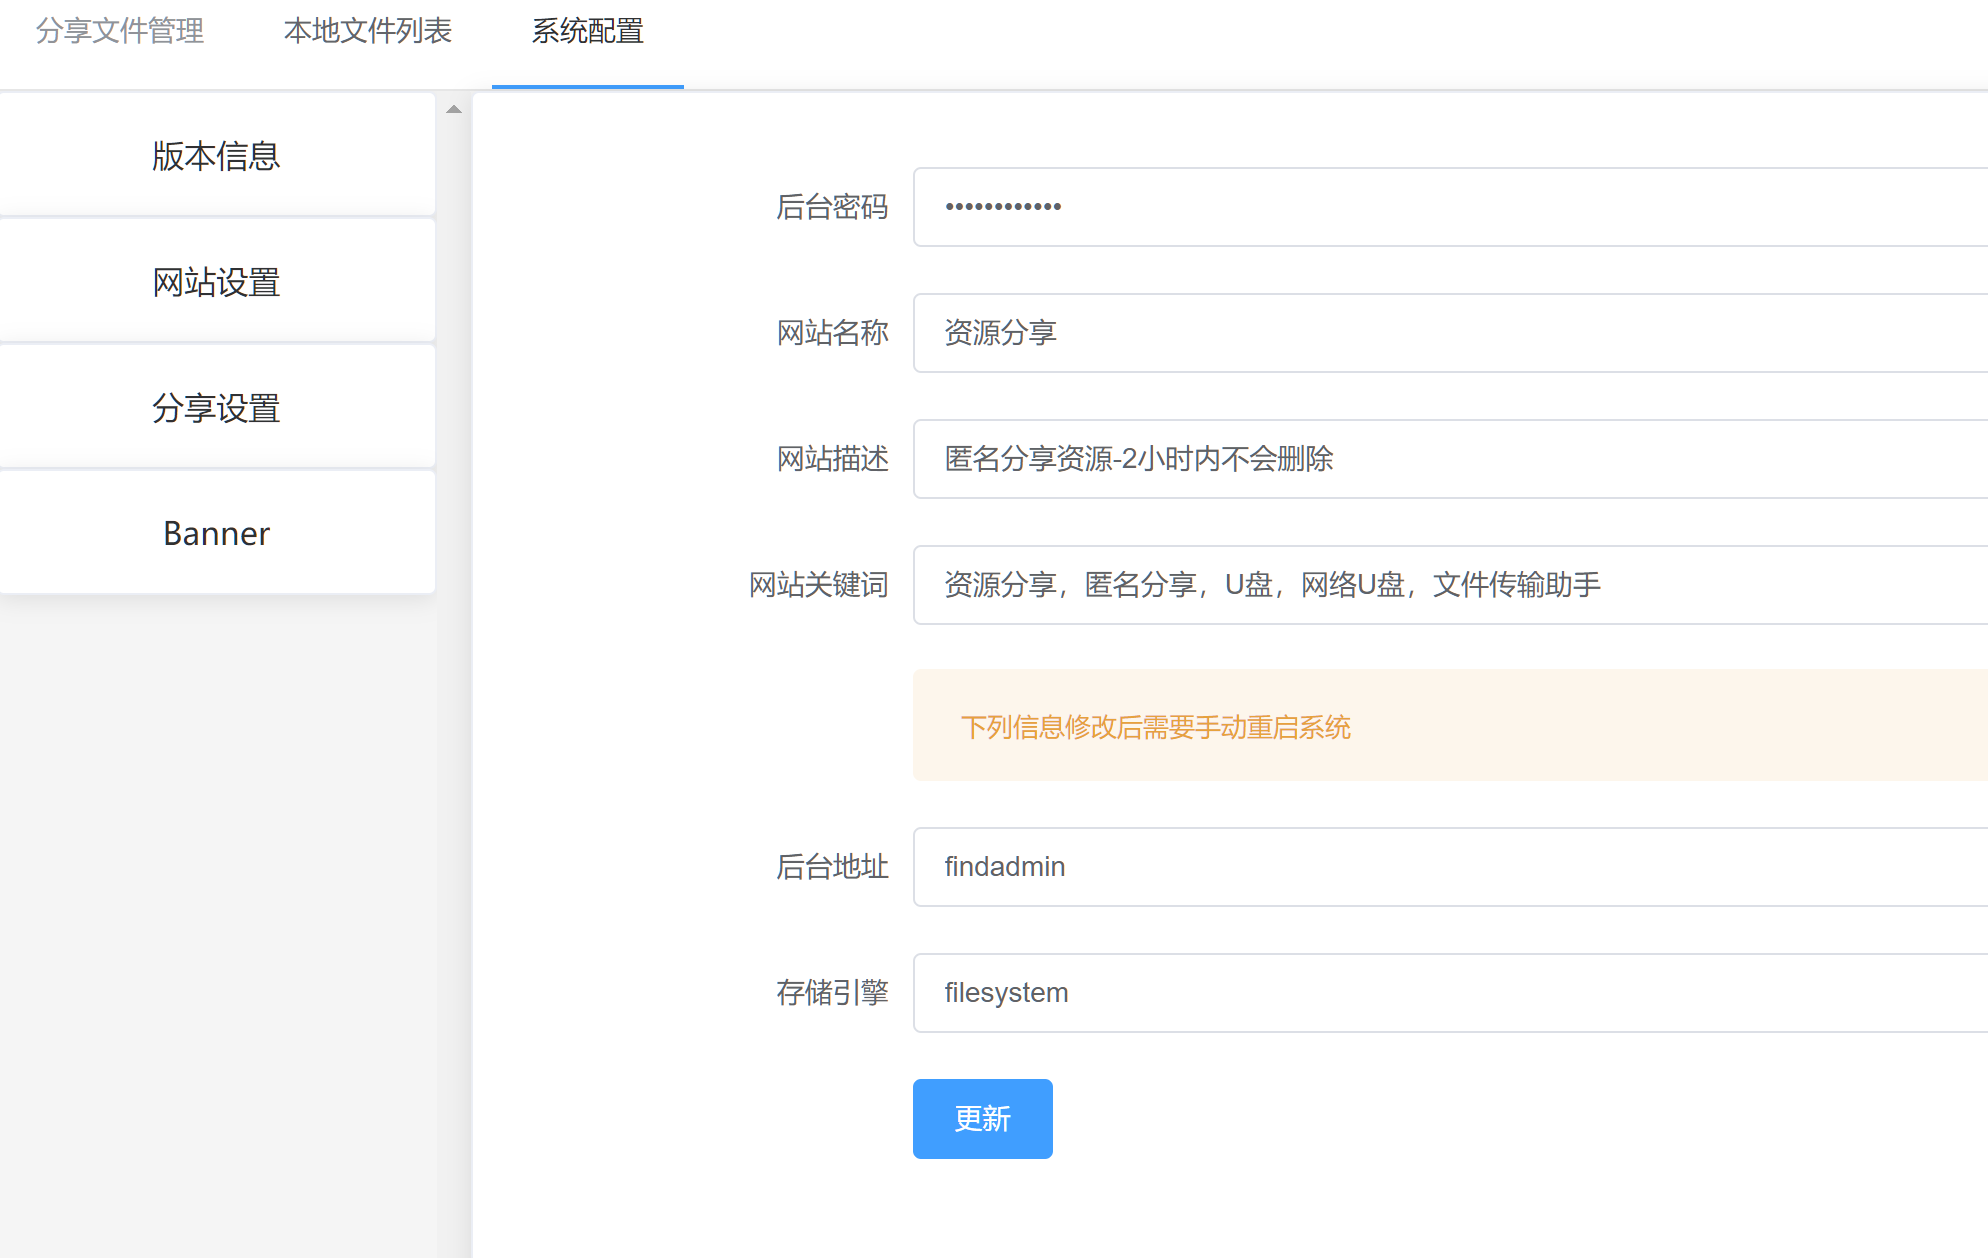 分享文件管理 本地文件列表 系统配置
版本信息
网站设置
分享设置
Banner
后台密码 ••••••••••••
网站名称 资源分享
网站描述 匿名分享资源-2小时内不会删除
网站关键词 资源分享，匿名分享，U盘，网络U盘，文件传输助手
下列信息修改后需要手动重启系统
后台地址 findadmin
存储引擎 filesystem
更新